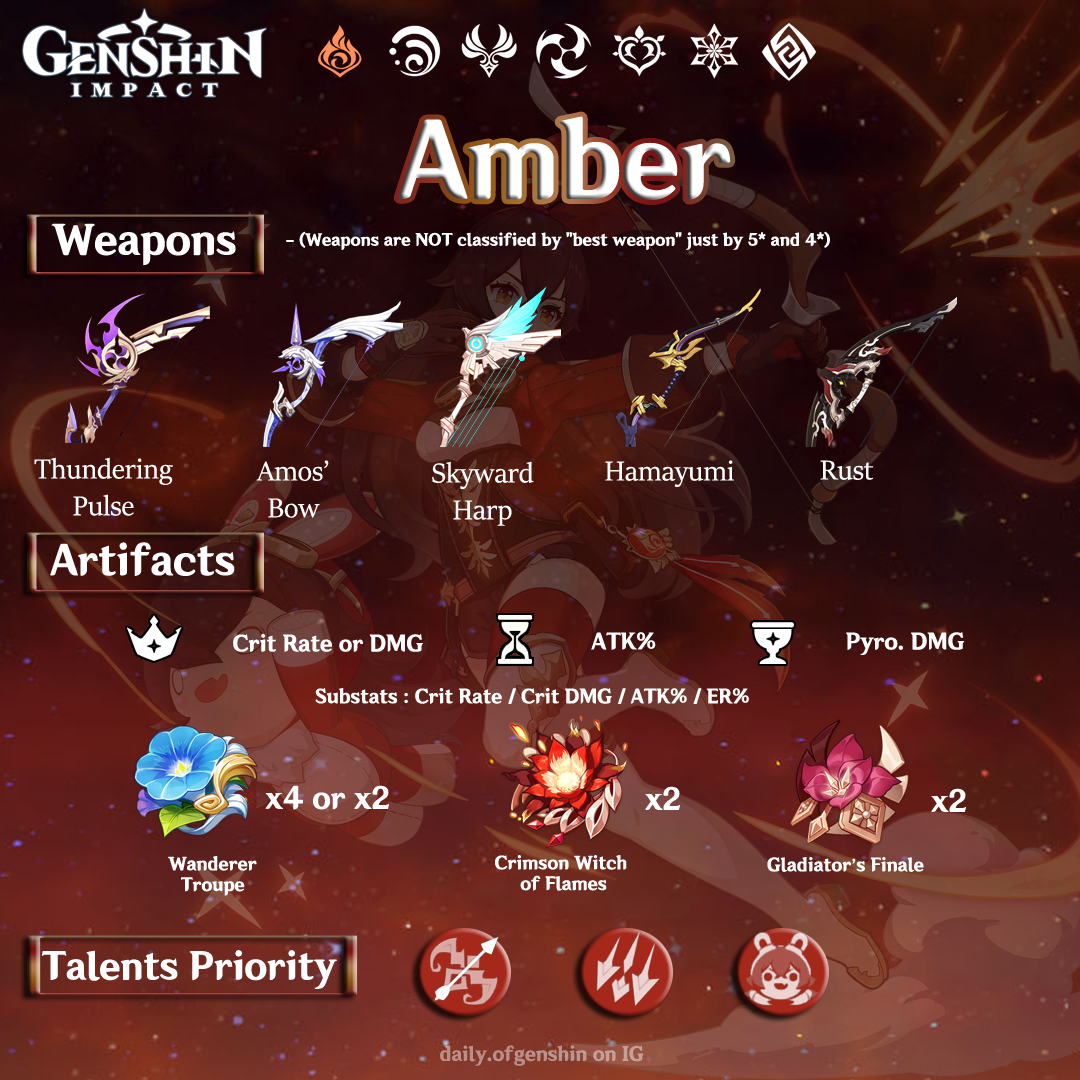 GENSHIN
IMPACT
Amber
Weapons
- (Weapons are NOT classified by "best weapon" just by 5* and 4*)
Thundering
Pulse
Amos'
Bow
Skyward
Harp
Hamayumi
Rust
Artifacts
Crit Rate or DMG
ATK%
Pyro. DMG
Substats : Crit Rate / Crit DMG / ATK% / ER%
x4 or x2
x2
x2
Wanderer
Troupe
Crimson Witch
of Flames
Gladiator's Finale
Talents Priority
daily.ofgenshin on IG